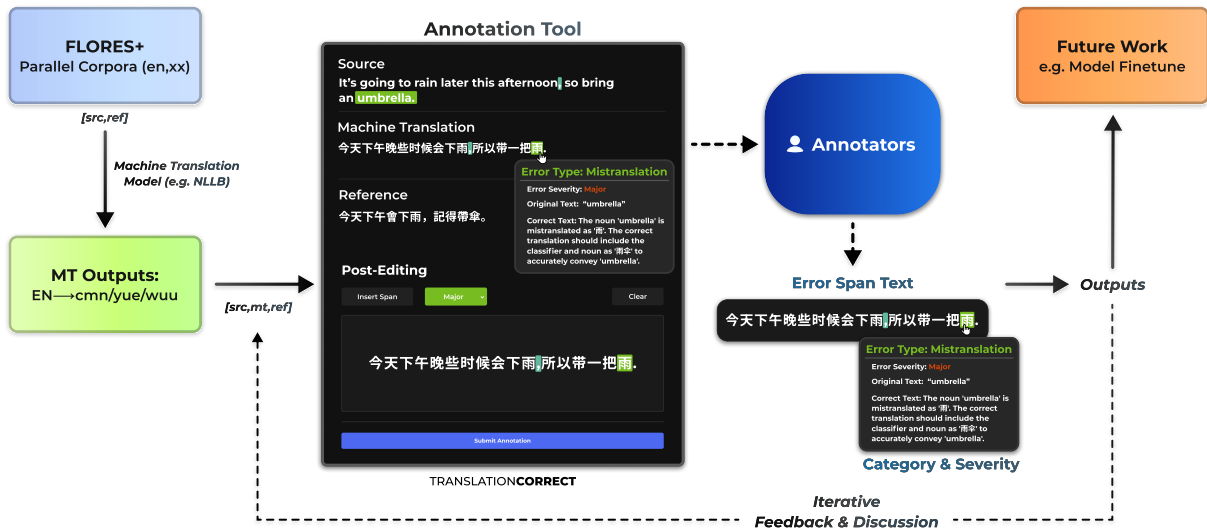 FLORES+
Parallel Corpora (en,xx)
[src,ref]
Machine Translation
Model (e.g. NLLB)
MT Outputs:
EN⟶cmn/yue/wuu
[src,mt,ref]
Annotation Tool
Source
It's going to rain later this afternoon, so bring
an umbrella.
Machine Translation
今天下午晚些时候会下雨,所以带一把雨.
Error Type: Mistranslation
Error Severity: Major
Original Text: “umbrella”
Correct Text: The noun 'umbrella' is
mistranslated as '雨'. The correct
translation should include the
classifier and noun as '雨伞' to
accurately convey 'umbrella'.
Reference
今天下午會下雨，記得帶傘。
Post-Editing
Insert Span
Major
Clear
今天下午晚些时候会下雨,所以带一把雨.
Submit Annotation
TRANSLATIONCORRECT
Annotators
Error Span Text
今天下午晚些时候会下雨,所以带一把雨.
Error Type: Mistranslation
Error Severity: Major
Original Text: “umbrella”
Correct Text: The noun 'umbrella' is
mistranslated as '雨'. The correct
translation should include the
classifier and noun as '雨伞' to
accurately convey 'umbrella'.
Category & Severity
Future Work
e.g. Model Finetune
Outputs
Iterative
Feedback & Discussion